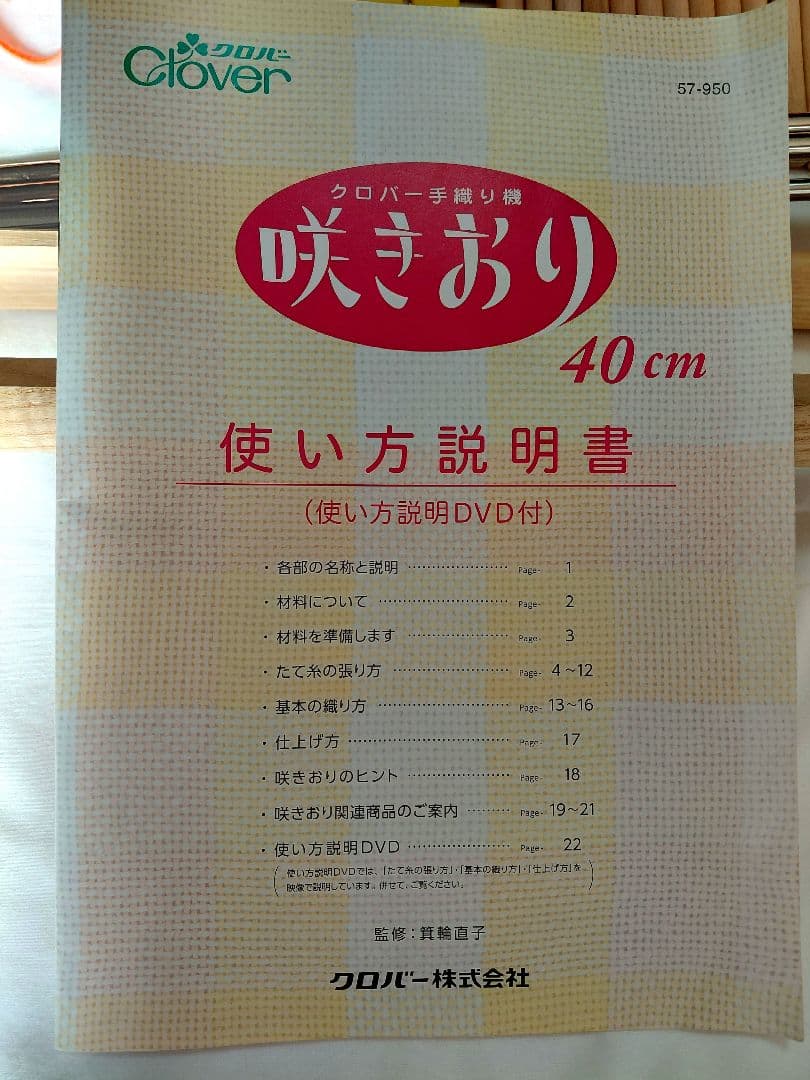 クロバー
Clover
57-950
クロバー手織り機
咲きおり
40cm
使い方説明書
(使い方説明DVD付)
・各部の名称と説明 ………………… Page- 1
・材料について ……………………… Page- 2
・材料を準備します ………………… Page- 3
・たて糸の張り方 …………………… Page- 4~12
・基本の織り方 ……………………… Page- 13~16
・仕上げ方 …………………………… Page- 17
・咲きおりのヒント ………………… Page- 18
・咲きおり関連商品のご案内 ……… Page- 19~21
・使い方説明DVD ………………… Page- 22
(使い方説明DVDでは、「たて糸の張り方」・「基本の織り方」・「仕上げ方」を
映像で説明しています。併せて、ご覧ください。)
監修:箕輪直子
クロバー株式会社